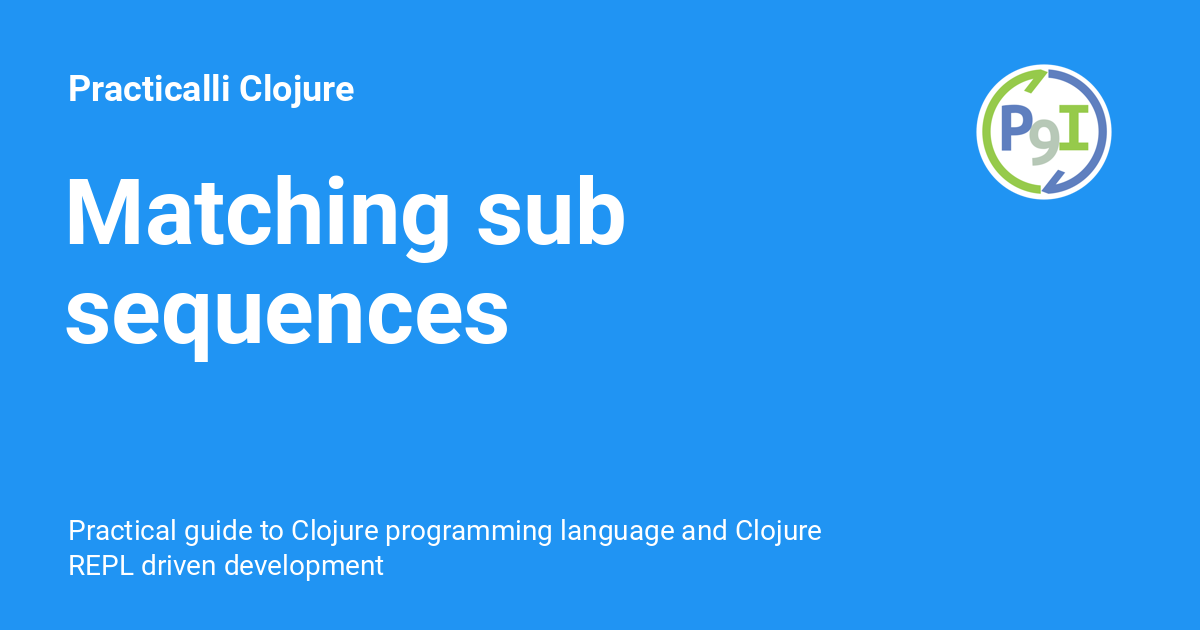 Practicalli Clojure
P9I
Matching sub
sequences
Practical guide to Clojure programming language and Clojure
REPL driven development